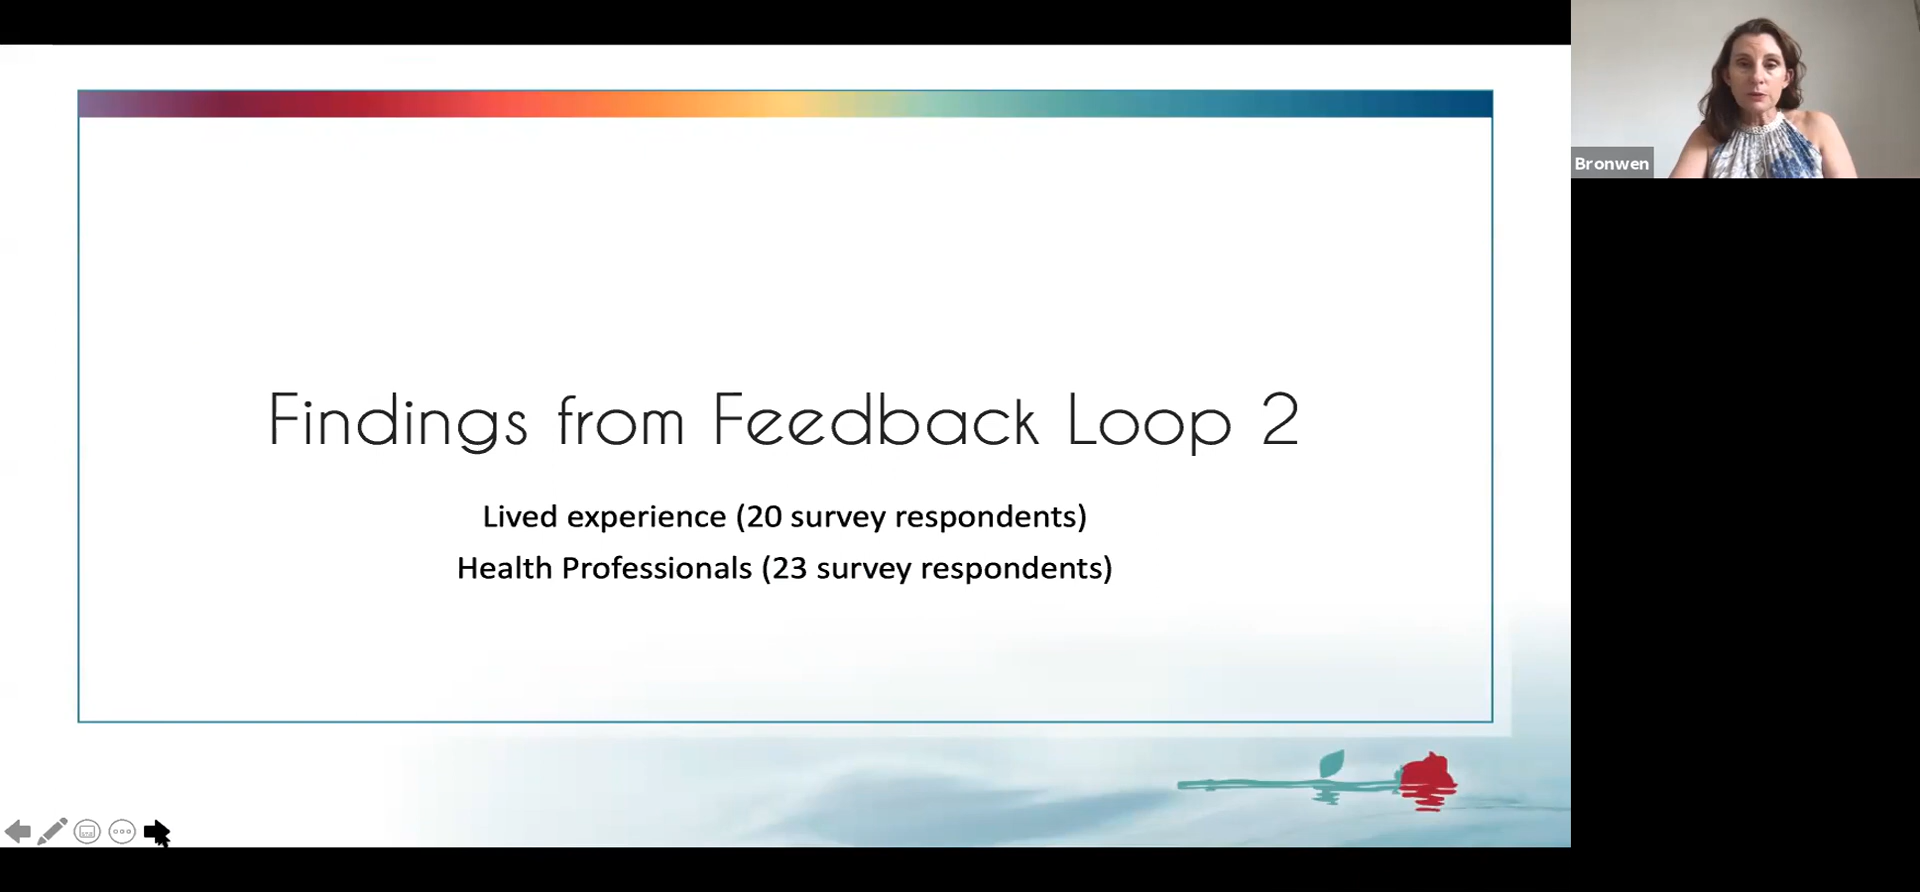 Findings from Feedback Loop 2
Lived experience (20 survey respondents)
Health Professionals (23 survey respondents)
Bronwen